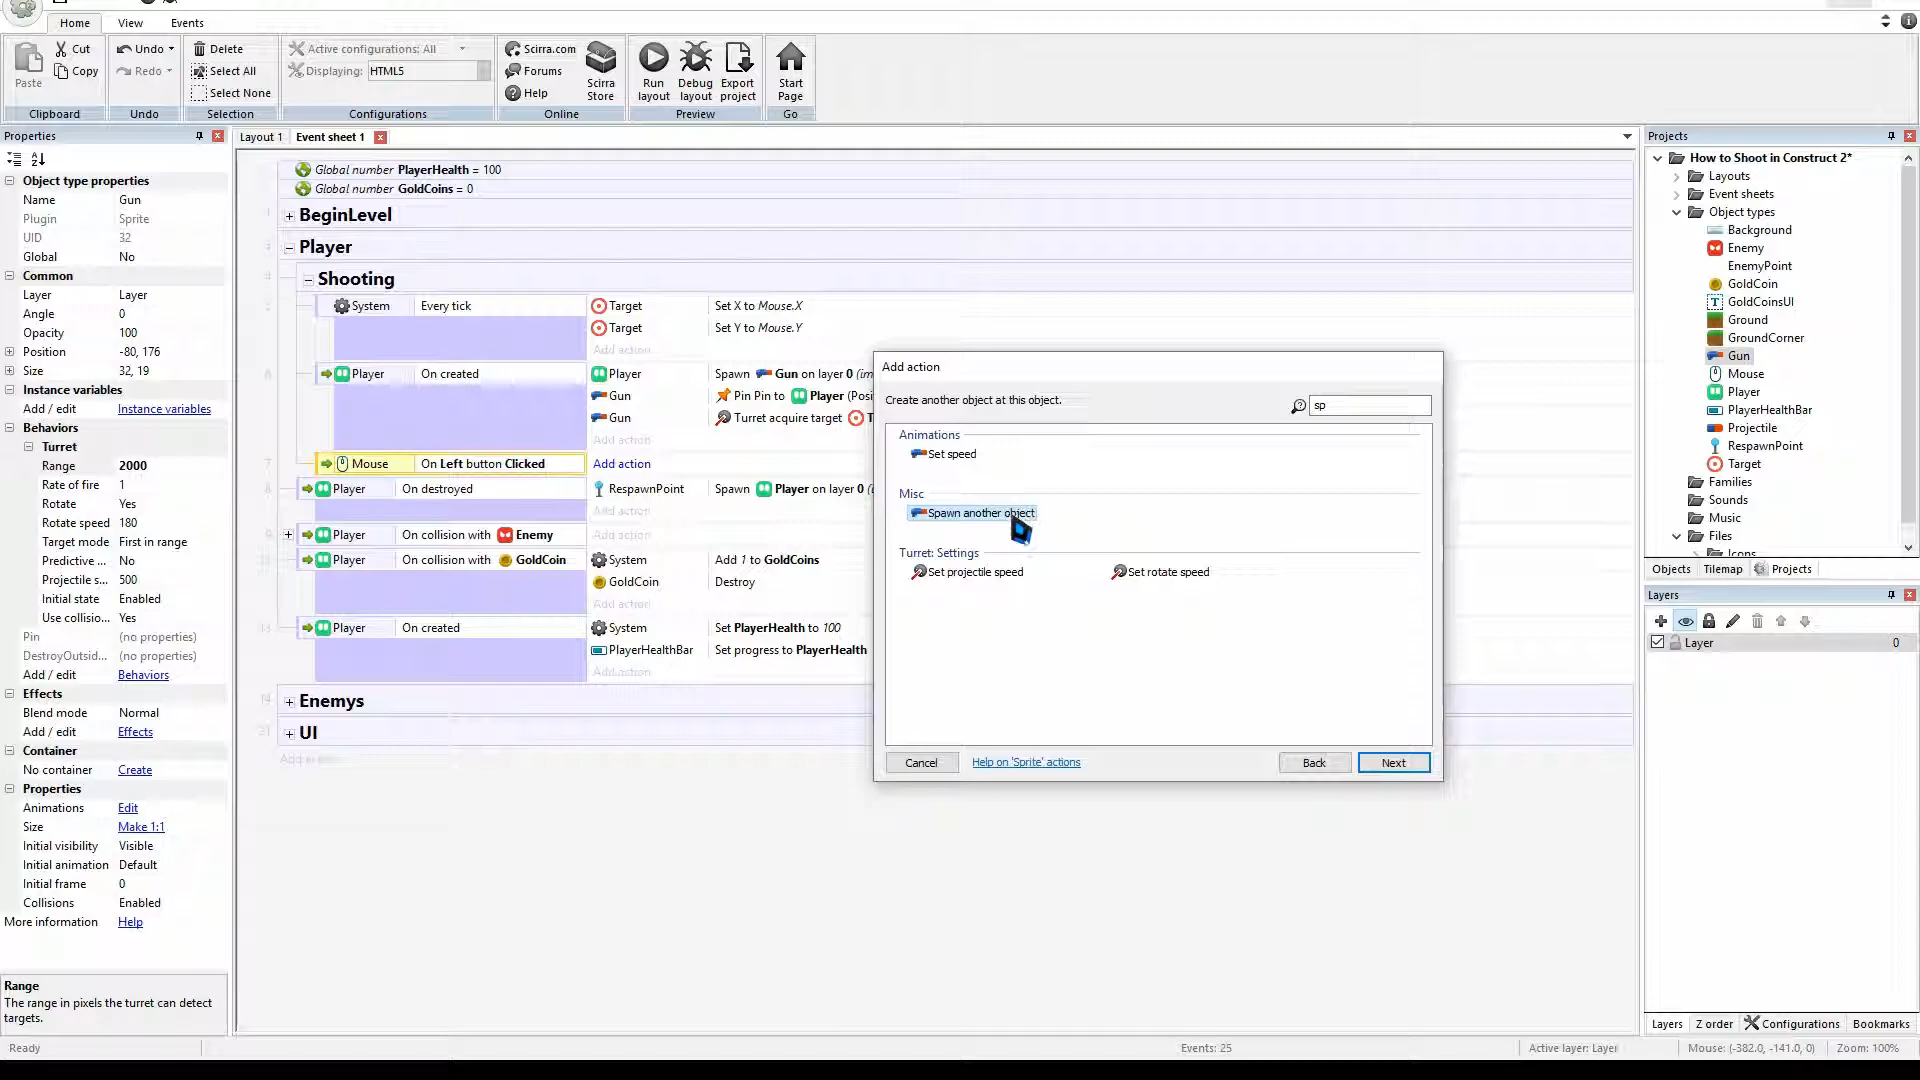 Home View Events
Paste
Cut
Copy
Clipboard
Undo
Redo
Undo
Delete
Select All
Select None
Selection
Active configurations: All
Displaying: HTML5
Configurations
Scirra.com
Forums
Help
Scirra Store
Online
Run layout
Debug layout
Export project
Preview
Start Page
Go
Properties
Object type properties
Name Gun
Plugin Sprite
UID 32
Global No
Common
Layer Layer
Angle 0
Opacity 100
Position -80, 176
Size 32, 19
Instance variables
Add / edit Instance variables
Behaviors
Turret
Range 2000
Rate of fire 1
Rotate Yes
Rotate speed 180
Target mode First in range
Predictive ... No
Projectile s... 500
Initial state Enabled
Use collisio... Yes
Pin (no properties)
DestroyOutsid... (no properties)
Add / edit Behaviors
Effects
Blend mode Normal
Add / edit Effects
Container
No container Create
Properties
Animations Edit
Size Make 1:1
Initial visibility Visible
Initial animation Default
Initial frame 0
Collisions Enabled
More information Help
Range
The range in pixels the turret can detect
targets.
Ready
Layout 1 Event sheet 1
Global number PlayerHealth = 100
Global number GoldCoins = 0
BeginLevel
Player
Shooting
System Every tick Target Set X to Mouse.X
Target Set Y to Mouse.Y
Add action
Player On created Player Spawn Gun on layer 0 (im
Gun Pin Pin to Player (Posi
Gun Turret acquire target T
Add action
Mouse On Left button Clicked Add action
Player On destroyed RespawnPoint Spawn Player on layer 0 (i
Add action
Player On collision with Enemy Add action
Player On collision with GoldCoin System Add 1 to GoldCoins
GoldCoin Destroy
Add action
Player On created System Set PlayerHealth to 100
PlayerHealthBar Set progress to PlayerHealth
Add action
Enemys
UI
Add action
Create another object at this object.
sp
Animations
Set speed
Misc
Spawn another object
Turret: Settings
Set projectile speed Set rotate speed
Cancel Help on 'Sprite' actions Back Next
Events: 25
Active layer: Layer
Mouse: (-382.0, -141.0, 0)
Zoom: 100%
Projects
How to Shoot in Construct 2*
Layouts
Event sheets
Object types
Background
Enemy
EnemyPoint
GoldCoin
GoldCoinsUI
Ground
GroundCorner
Gun
Mouse
Player
PlayerHealthBar
Projectile
RespawnPoint
Target
Families
Sounds
Music
Files
Icons
Objects Tilemap Projects
Layers
Layer 0
Layers Z order Configurations Bookmarks